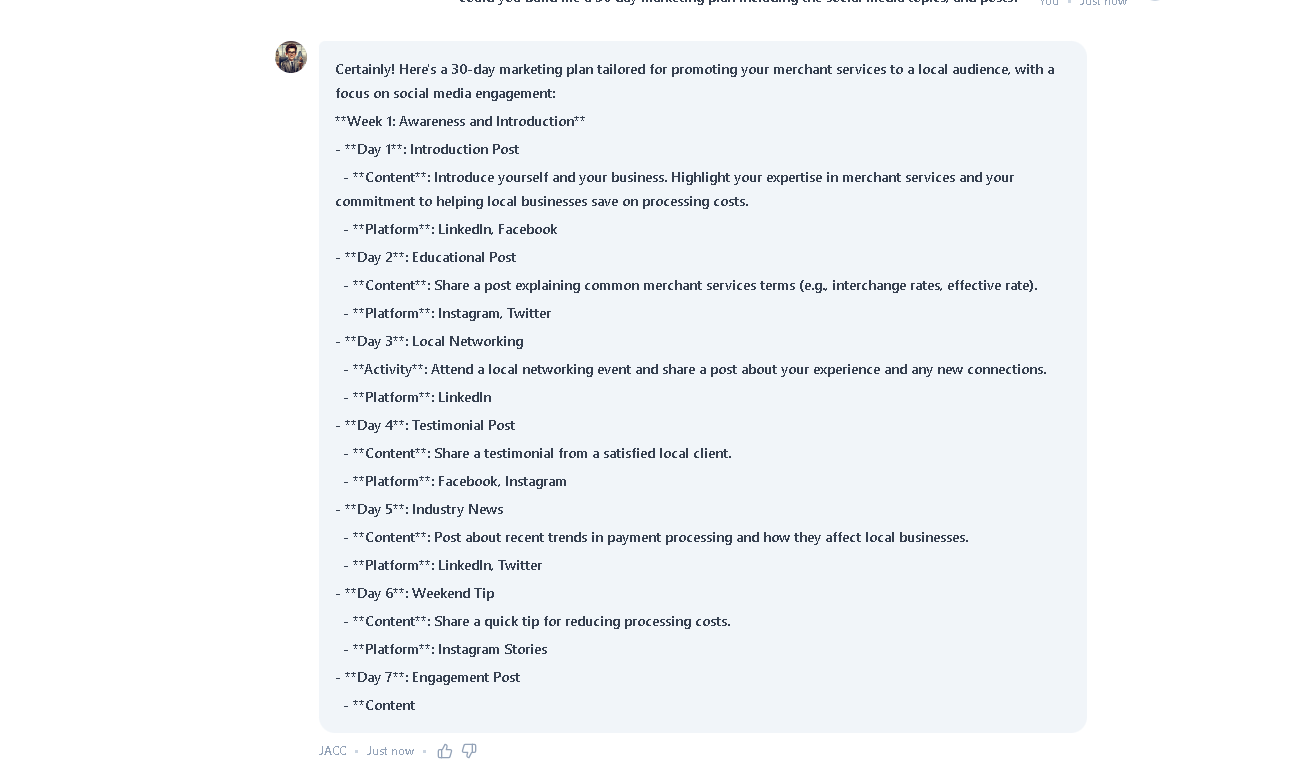 could you build me a 30 day marketing plan including the social media topics, and posts?
You • Just now
Certainly! Here's a 30-day marketing plan tailored for promoting your merchant services to a local audience, with a
focus on social media engagement:
**Week 1: Awareness and Introduction**
- **Day 1**: Introduction Post
- **Content**: Introduce yourself and your business. Highlight your expertise in merchant services and your
commitment to helping local businesses save on processing costs.
- **Platform**: LinkedIn, Facebook
- **Day 2**: Educational Post
- **Content**: Share a post explaining common merchant services terms (e.g., interchange rates, effective rate).
- **Platform**: Instagram, Twitter
- **Day 3**: Local Networking
- **Activity**: Attend a local networking event and share a post about your experience and any new connections.
- **Platform**: LinkedIn
- **Day 4**: Testimonial Post
- **Content**: Share a testimonial from a satisfied local client.
- **Platform**: Facebook, Instagram
- **Day 5**: Industry News
- **Content**: Post about recent trends in payment processing and how they affect local businesses.
- **Platform**: LinkedIn, Twitter
- **Day 6**: Weekend Tip
- **Content**: Share a quick tip for reducing processing costs.
- **Platform**: Instagram Stories
- **Day 7**: Engagement Post
- **Content
JACC • Just now •